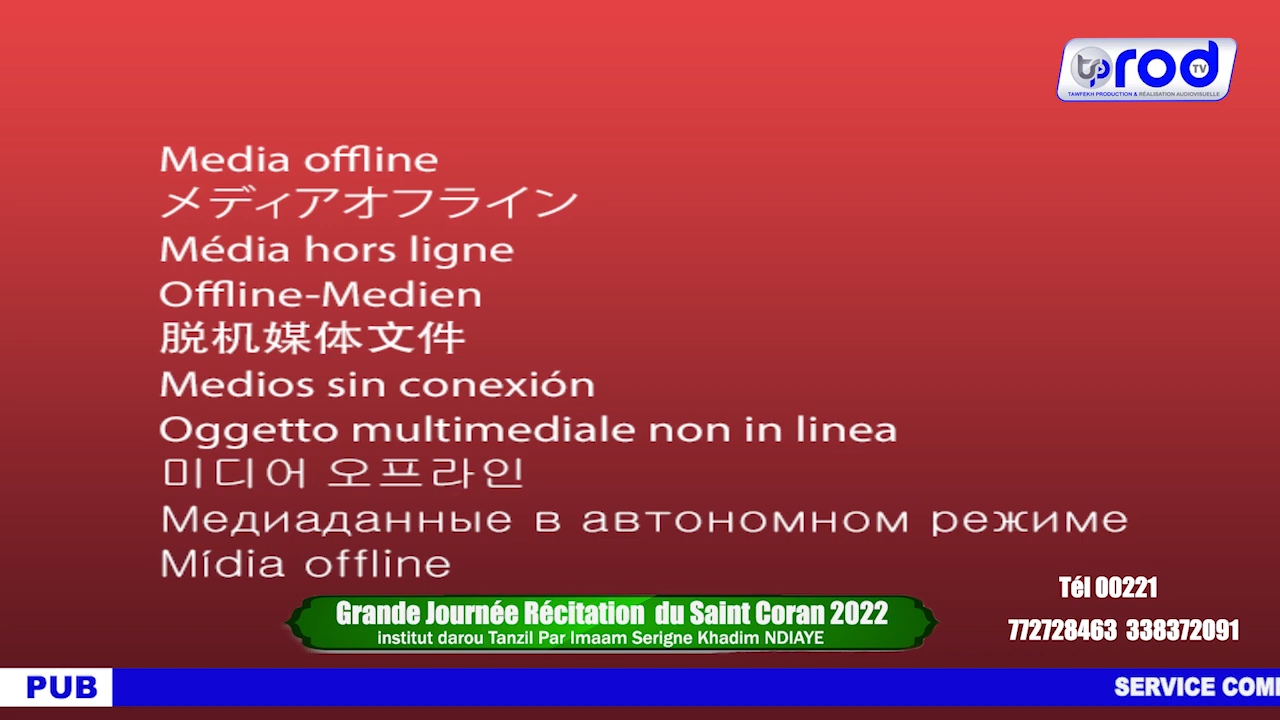 tp rod TV
TAWFEKH PRODUCTION & RÉALISATION AUDIOVISUELLE
Media offline
メディアオフライン
Média hors ligne
Offline-Medien
脱机媒体文件
Medios sin conexión
Oggetto multimediale non in linea
미디어 오프라인
Медиаданные в автономном режиме
Mídia offline
Grande Journée Récitation du Saint Coran 2022
institut darou Tanzil Par Imaam Serigne Khadim NDIAYE
Tél 00221
772728463 338372091
PUB
SERVICE COM